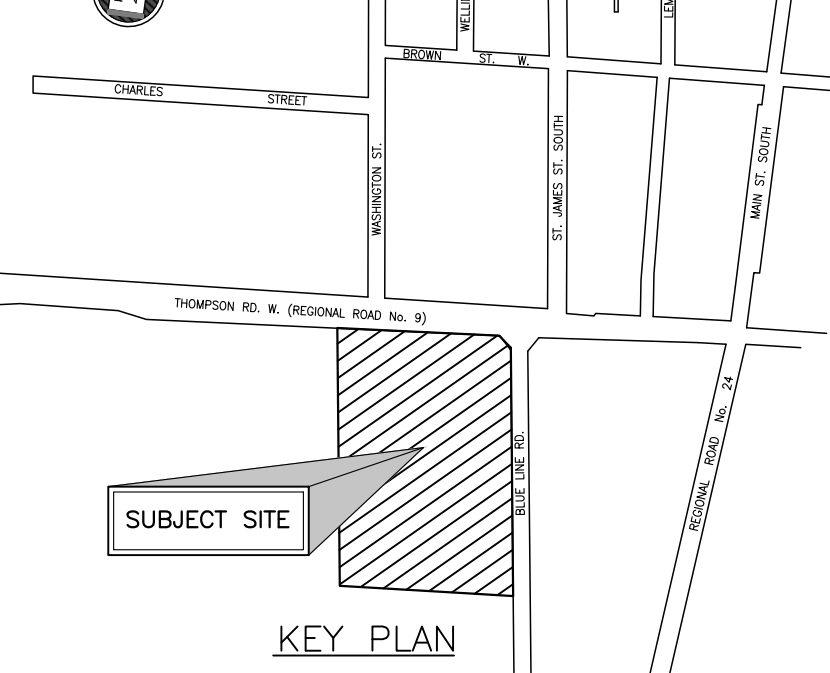 BROWN ST. W.
CHARLES STREET
WASHINGTON ST.
ST. JAMES ST. SOUTH
MAIN ST. SOUTH
THOMPSON RD. W. (REGIONAL ROAD No. 9)
BLUE LINE RD.
REGIONAL ROAD No. 24
SUBJECT SITE
KEY PLAN